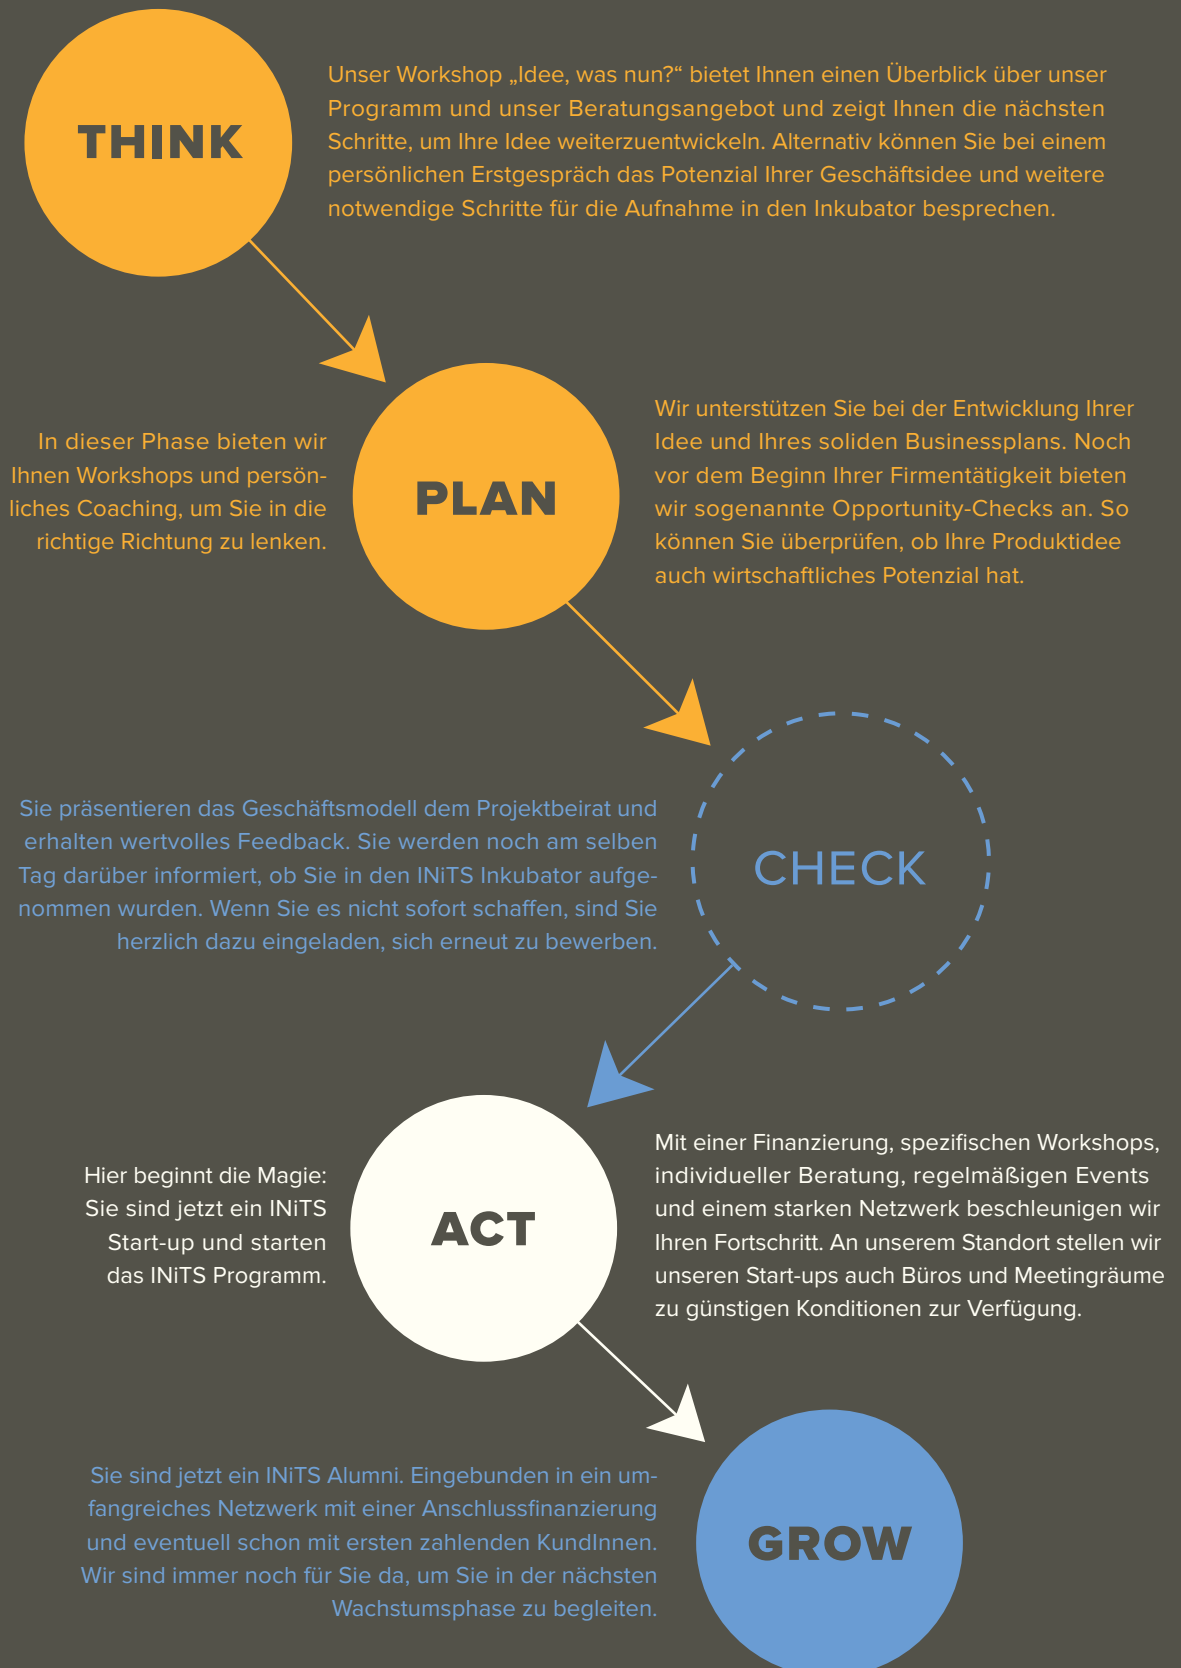 THINK
Unser Workshop „Idee, was nun?“ bietet Ihnen einen Überblick über unser
Programm und unser Beratungsangebot und zeigt Ihnen die nächsten
Schritte, um Ihre Idee weiterzuentwickeln. Alternativ können Sie bei einem
persönlichen Erstgespräch das Potenzial Ihrer Geschäftsidee und weitere
notwendige Schritte für die Aufnahme in den Inkubator besprechen.
In dieser Phase bieten wir
Ihnen Workshops und persön-
liches Coaching, um Sie in die
richtige Richtung zu lenken.
PLAN
Wir unterstützen Sie bei der Entwicklung Ihrer
Idee und Ihres soliden Businessplans. Noch
vor dem Beginn Ihrer Firmentätigkeit bieten
wir sogenannte Opportunity-Checks an. So
können Sie überprüfen, ob Ihre Produktidee
auch wirtschaftliches Potenzial hat.
Sie präsentieren das Geschäftsmodell dem Projektbeirat und
erhalten wertvolles Feedback. Sie werden noch am selben
Tag darüber informiert, ob Sie in den INiTS Inkubator aufge-
nommen wurden. Wenn Sie es nicht sofort schaffen, sind Sie
herzlich dazu eingeladen, sich erneut zu bewerben.
CHECK
Hier beginnt die Magie:
Sie sind jetzt ein INiTS
Start-up und starten
das INiTS Programm.
ACT
Mit einer Finanzierung, spezifischen Workshops,
individueller Beratung, regelmäßigen Events
und einem starken Netzwerk beschleunigen wir
Ihren Fortschritt. An unserem Standort stellen wir
unseren Start-ups auch Büros und Meetingräume
zu günstigen Konditionen zur Verfügung.
Sie sind jetzt ein INiTS Alumni. Eingebunden in ein um-
fangreiches Netzwerk mit einer Anschlussfinanzierung
und eventuell schon mit ersten zahlenden KundInnen.
Wir sind immer noch für Sie da, um Sie in der nächsten
Wachstumsphase zu begleiten.
GROW